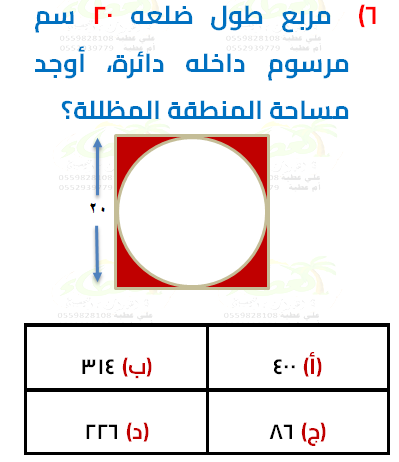 ٦) مربع طول ضلعه ٢٠ سم
مرسوم داخله دائرة، أوجد
مساحة المنطقة المظللة؟
٢٠
(أ) ٤٠٠
(ب) ٣١٤
(ج) ٨٦
(د) ٢٢٦